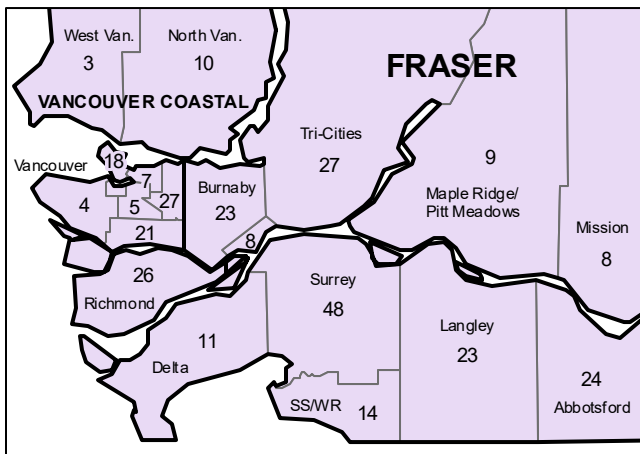 West Van.
3
North Van.
10
FRASER
VANCOUVER COASTAL
Tri-Cities
27
9
Maple Ridge/
Pitt Meadows
Mission
8
Vancouver
18
7
4
5
27
21
Burnaby
23
8
26
Richmond
Surrey
48
11
Delta
Langley
23
SS/WR
14
24
Abbotsford